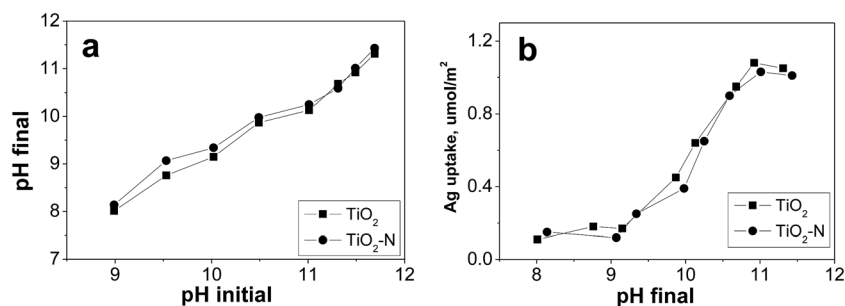 a
12
11
10
9
8
7
pH final
9
10
11
12
pH initial
TiO₂
TiO₂-N
b
1.2
0.8
0.4
0.0
Ag uptake, umol/m²
8
9
10
11
12
pH final
TiO₂
TiO₂-N